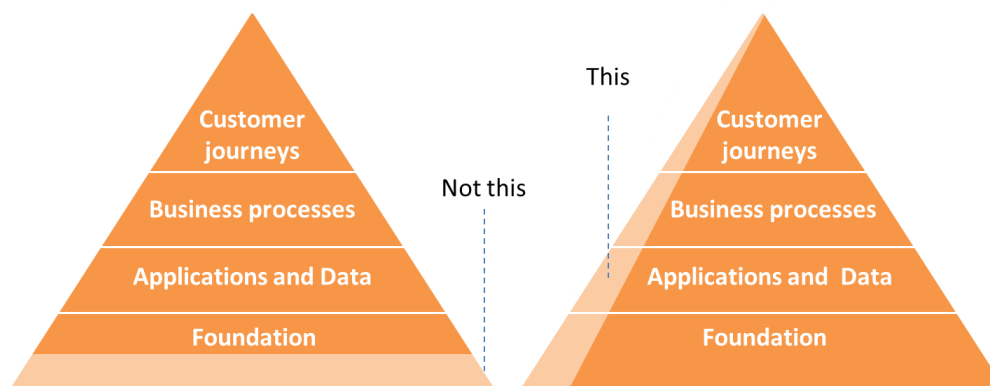 Customer
journeys
Business processes
Applications and Data
Foundation
Not this
This
Customer
journeys
Business processes
Applications and  Data
Foundation